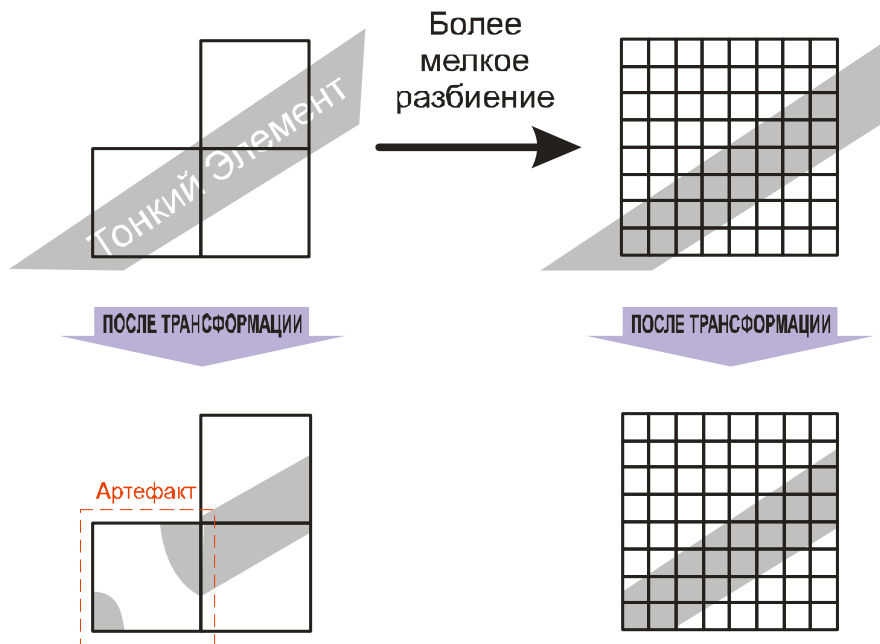 Более
мелкое
разбиение
Тонкий Элемент
ПОСЛЕ ТРАНСФОРМАЦИИ
ПОСЛЕ ТРАНСФОРМАЦИИ
Артефакт